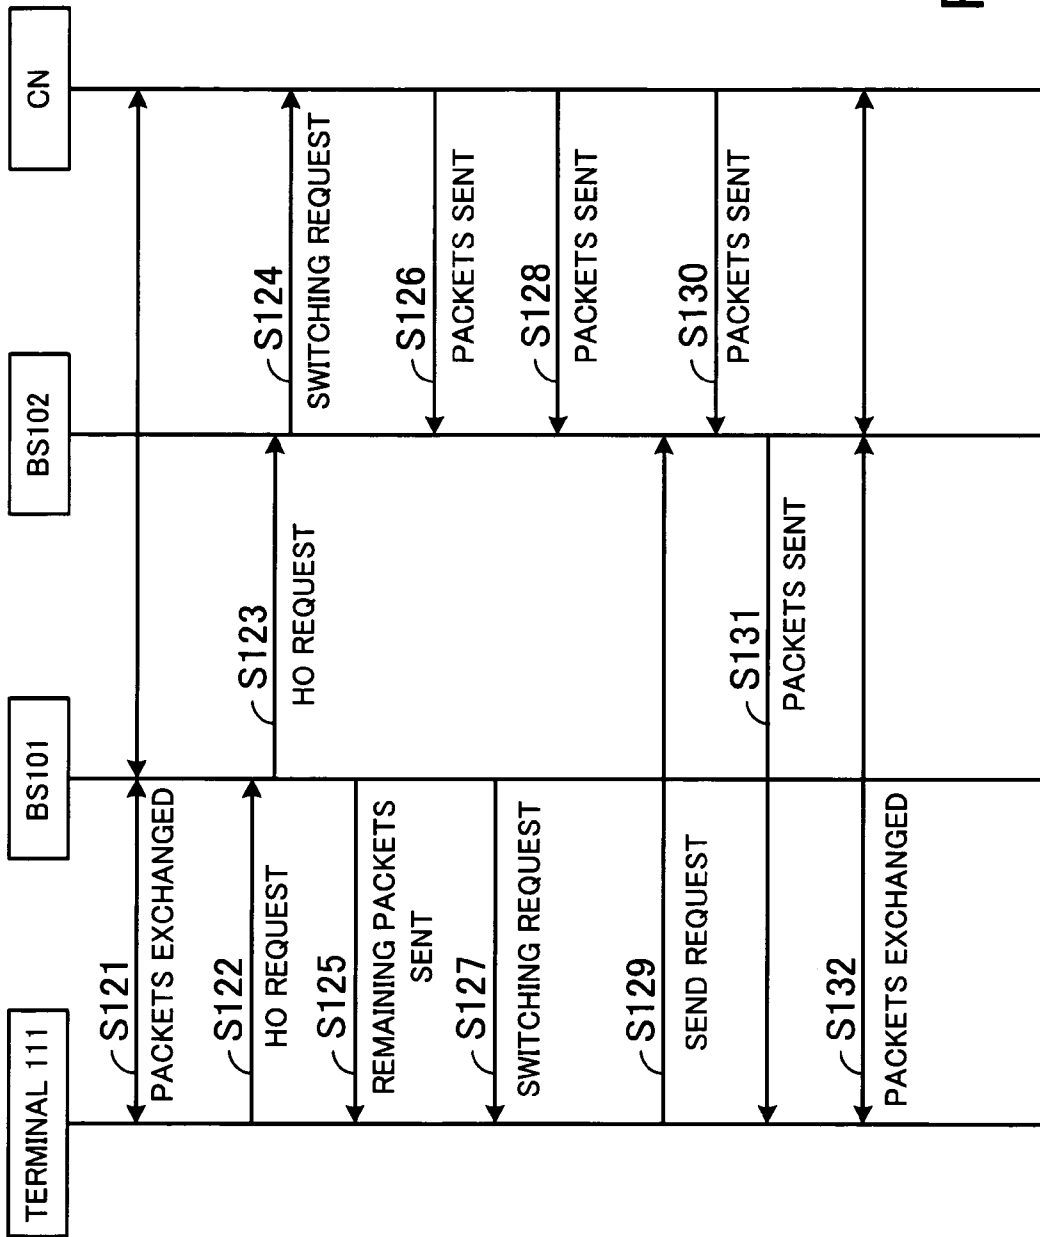 TERMINAL 111
BS101
BS102
CN
S121
PACKETS EXCHANGED
S122
HO REQUEST
S123
HO REQUEST
S124
SWITCHING REQUEST
S125
REMAINING PACKETS
SENT
S126
PACKETS SENT
S127
SWITCHING REQUEST
S128
PACKETS SENT
S129
SEND REQUEST
S130
PACKETS SENT
S131
PACKETS SENT
S132
PACKETS EXCHANGED